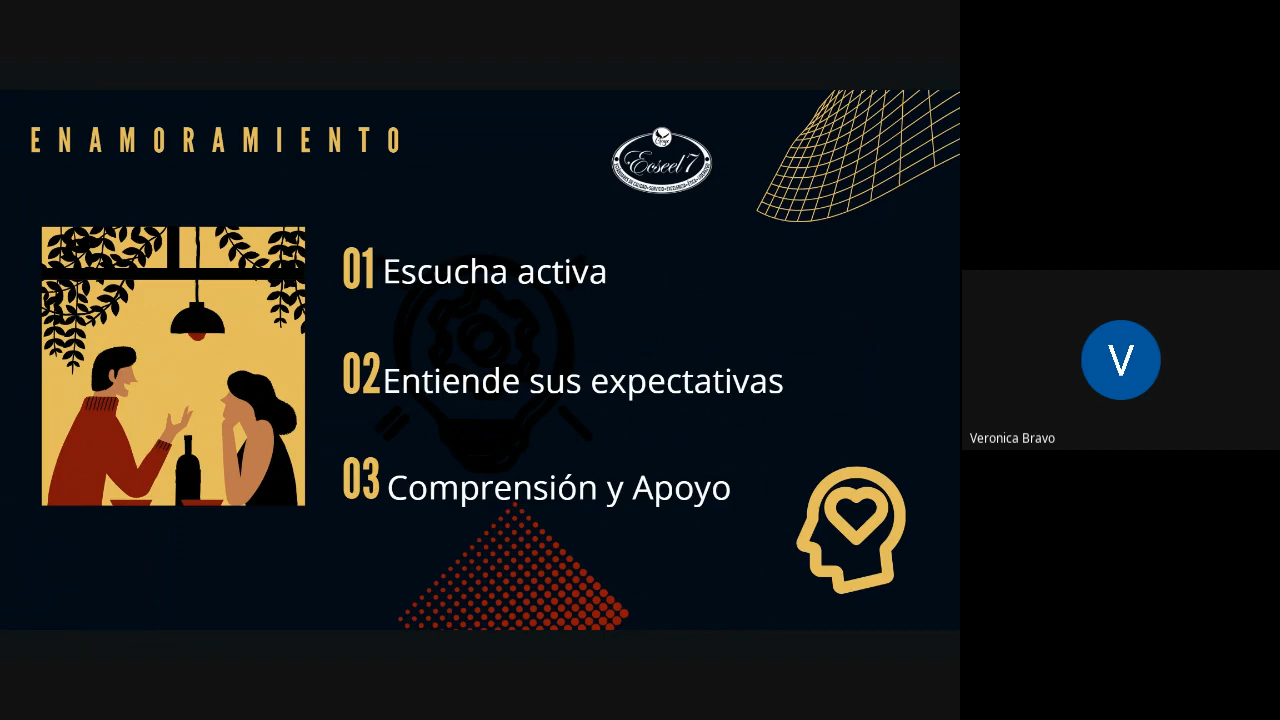 ENAMORAMIENTO
Ecseel7
01 Escucha activa
02 Entiende sus expectativas
03 Comprensión y Apoyo
V
Veronica Bravo